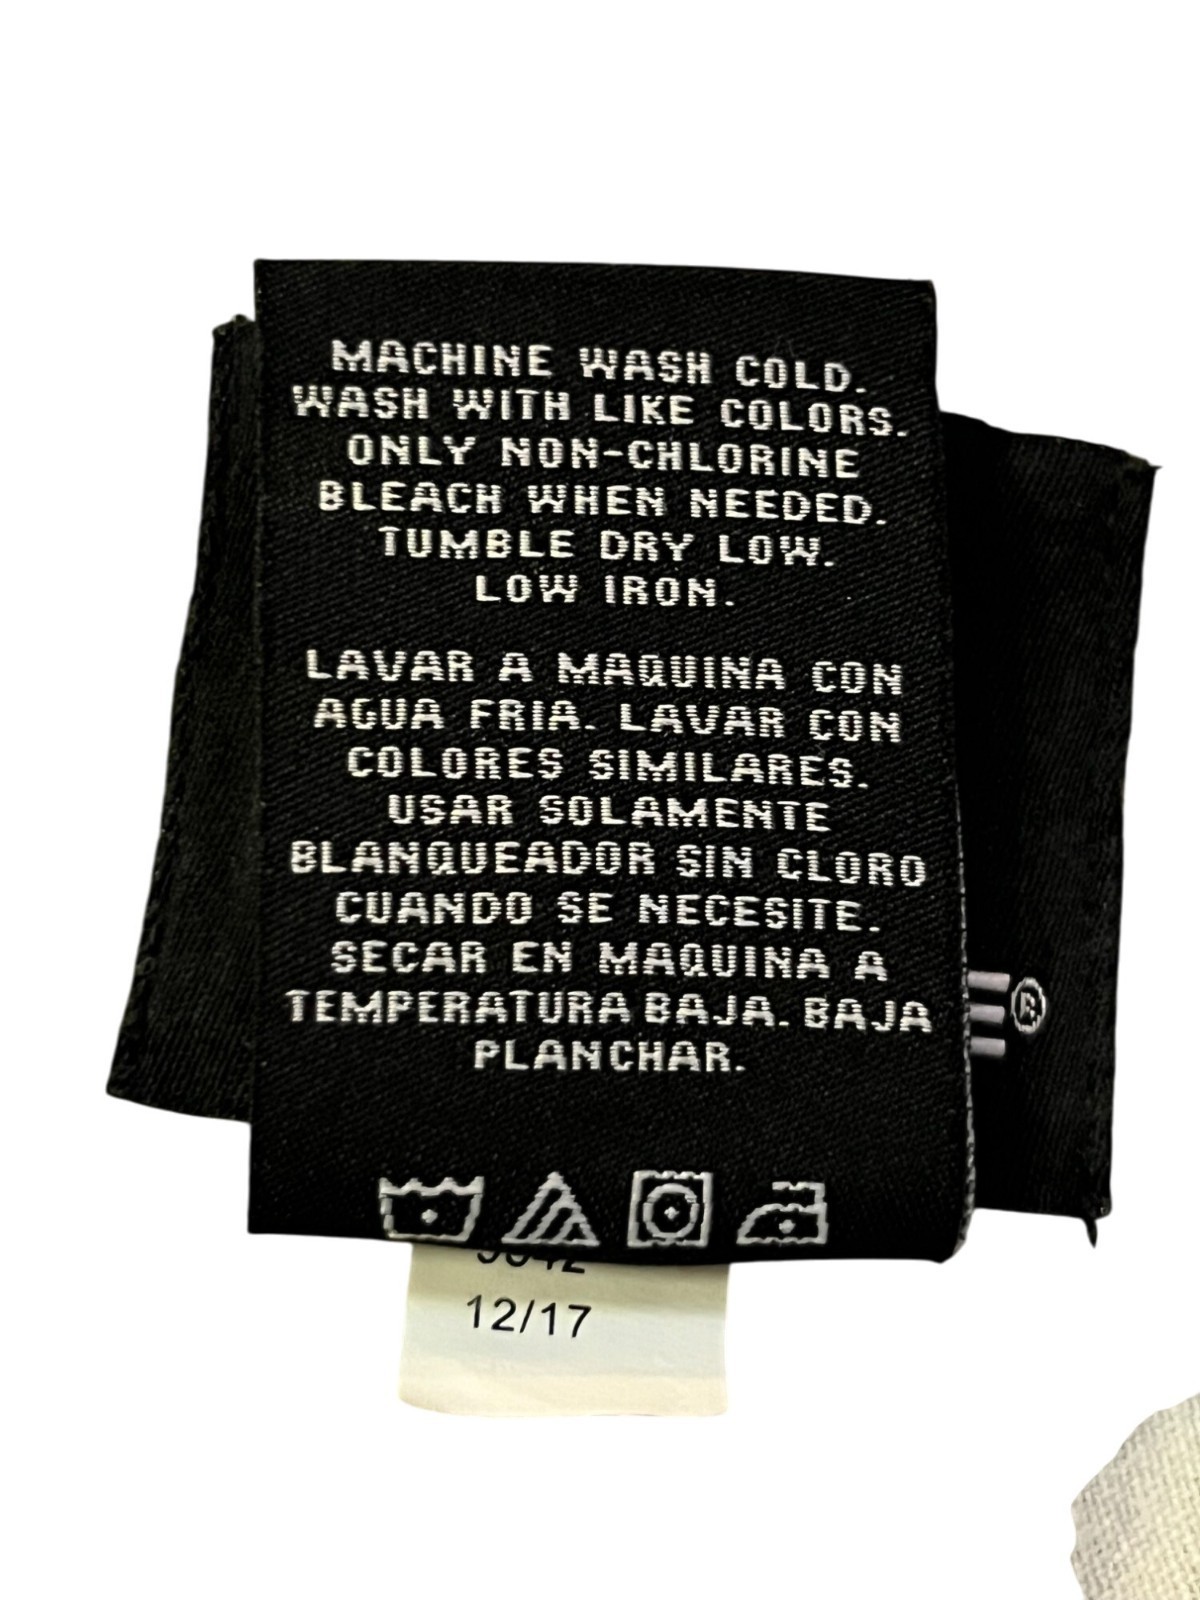 MACHINE WASH COLD.
WASH WITH LIKE COLORS.
ONLY NON-CHLORINE
BLEACH WHEN NEEDED.
TUMBLE DRY LOW.
LOW IRON.
LAVAR A MAQUINA CON
AGUA FRIA. LAVAR CON
COLORES SIMILARES.
USAR SOLAMENTE
BLANQUEADOR SIN CLORO
CUANDO SE NECESITE.
SECAR EN MAQUINA A
TEMPERATURA BAJA. BAJA
PLANCHAR.
®
12/17